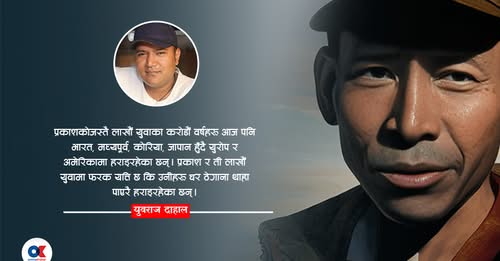 प्रकाशकोजस्तै लाखौं युवाका करोडौं वर्षहरु आज पनि
भारत, मध्यपूर्व, कोरिया, जापान हुँदै युरोप र
अमेरिकामा हराइरहेका छन् । प्रकाश र ती लाखौं
युवामा फरक यत्ति छ कि उनीहरु घर ठेगाना थाहा
पाएरै हराइरहेका छन् ।
युवराज दाहाल
OK